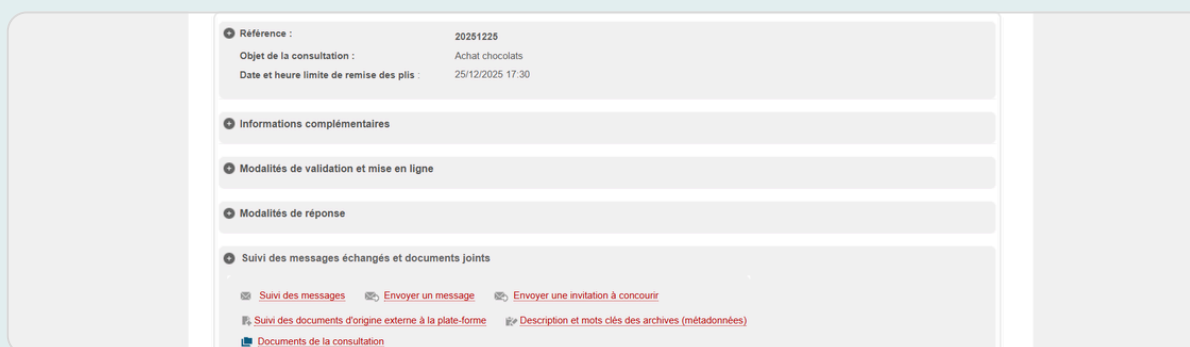 Référence : 20251225
Objet de la consultation : Achat chocolats
Date et heure limite de remise des plis : 25/12/2025 17:30
Informations complémentaires
Modalités de validation et mise en ligne
Modalités de réponse
Suivi des messages échangés et documents joints
Suivi des messages Envoyer un message Envoyer une invitation à concourir
Suivi des documents d'origine externe à la plate-forme Description et mots clés des archives (métadonnées)
Documents de la consultation